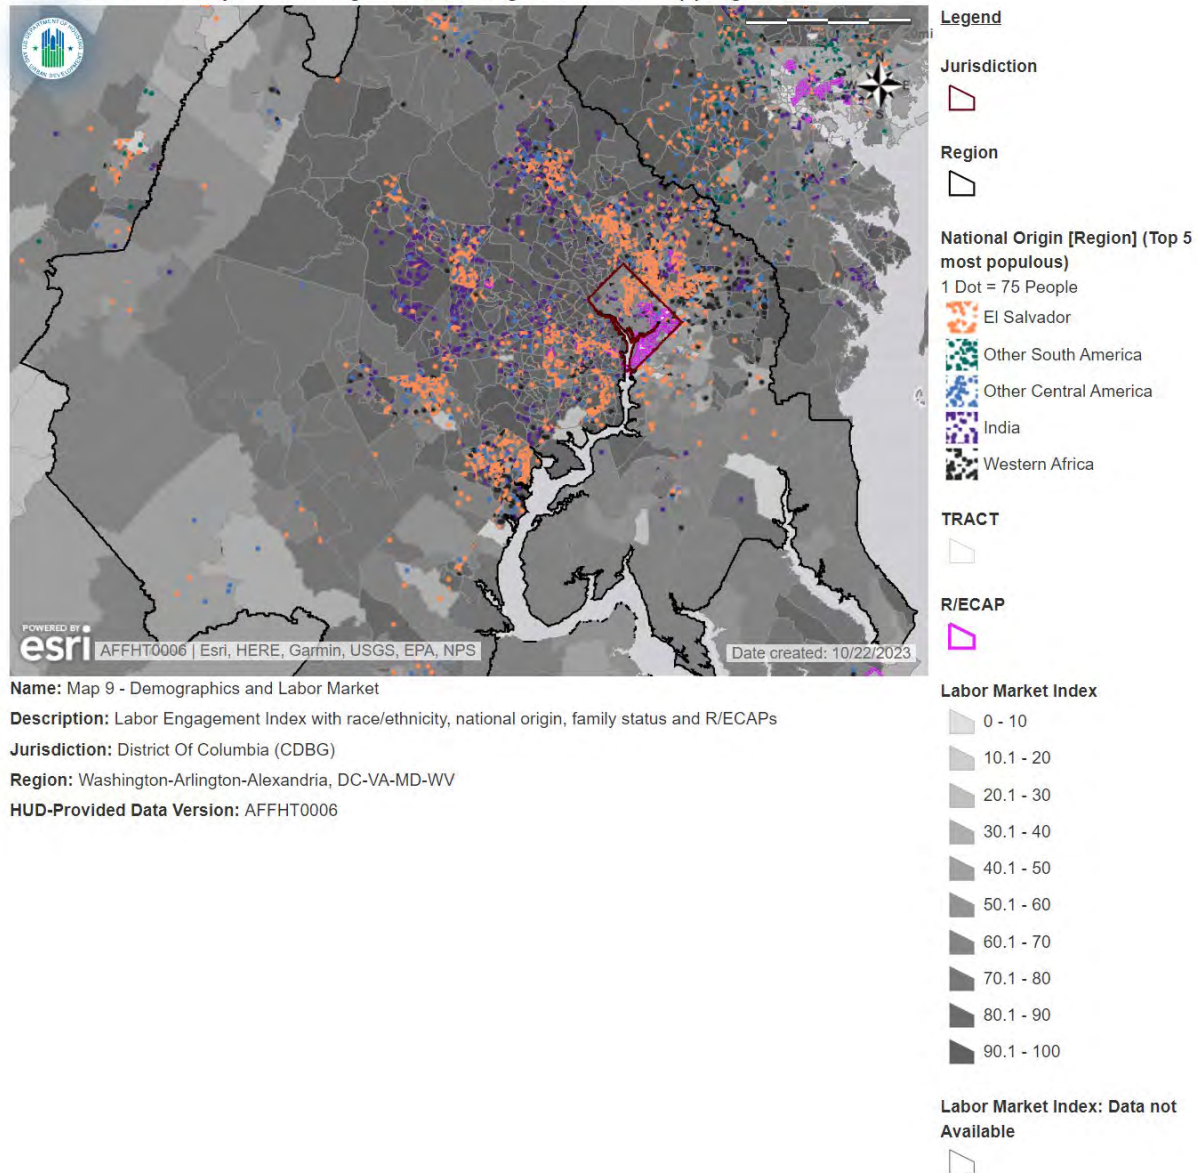 Legend
Jurisdiction
Region
National Origin [Region] (Top 5
most populous)
1 Dot = 75 People
El Salvador
Other South America
Other Central America
India
Western Africa
TRACT
R/ECAP
Labor Market Index
0 - 10
10.1 - 20
20.1 - 30
30.1 - 40
40.1 - 50
50.1 - 60
60.1 - 70
70.1 - 80
80.1 - 90
90.1 - 100
Labor Market Index: Data not
Available
POWERED BY
esri
AFFHT0006 | Esri, HERE, Garmin, USGS, EPA, NPS
Date created: 10/22/2023
Name: Map 9 - Demographics and Labor Market
Description: Labor Engagement Index with race/ethnicity, national origin, family status and R/ECAPs
Jurisdiction: District Of Columbia (CDBG)
Region: Washington-Arlington-Alexandria, DC-VA-MD-WV
HUD-Provided Data Version: AFFHT0006